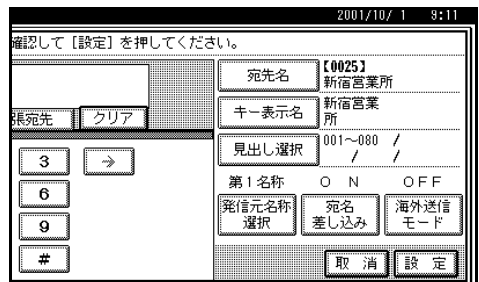 2001/10/ 1 9:11
確認して [設定] を押してください。
宛先名
【0025】
新宿営業所
キー表示名
新宿営業
所
張宛先
クリア
見出し選択
001～080 /
/ /
3
→
第1名称 ON OFF
6
発信元名称
選択
宛名
差し込み
海外送信
モード
9
#
取 消
設 定